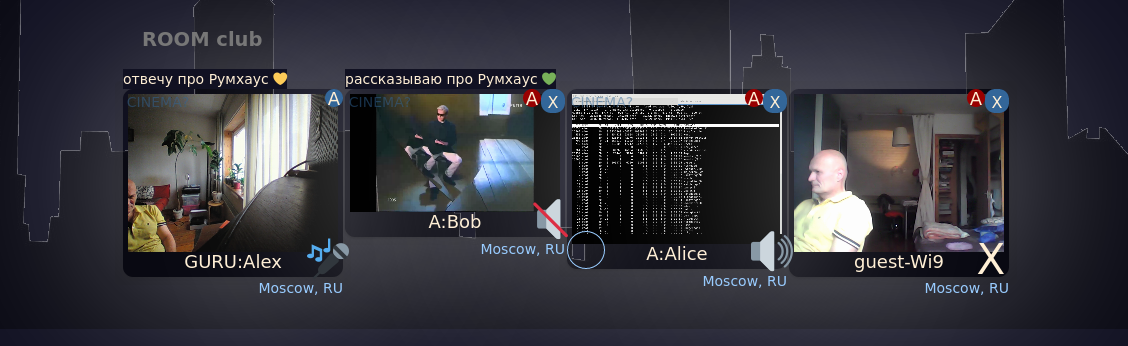 ROOM club
отвечу про Румхаус 💛
рассказываю про Румхаус 💚
CINEMA?
A
CINEMA?
A X
CINEMA?
A X
A X
GURU:Alex
A:Bob
A:Alice
guest-Wi9
X
Moscow, RU
Moscow, RU
Moscow, RU
Moscow, RU